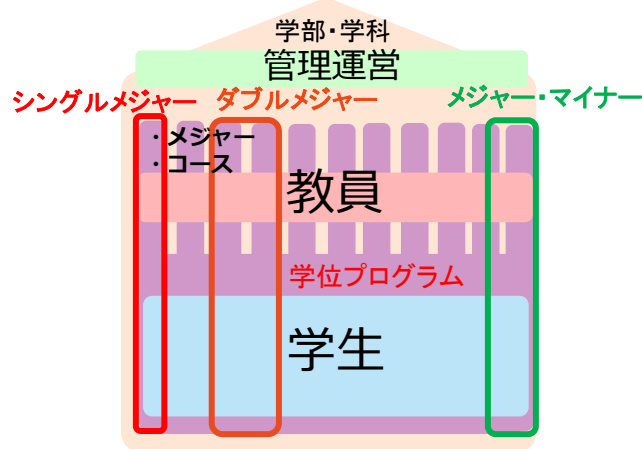 学部・学科
管理運営
シングルメジャー
ダブルメジャー
メジャー・マイナー
・メジャー
・コース
教員
学位プログラム
学生